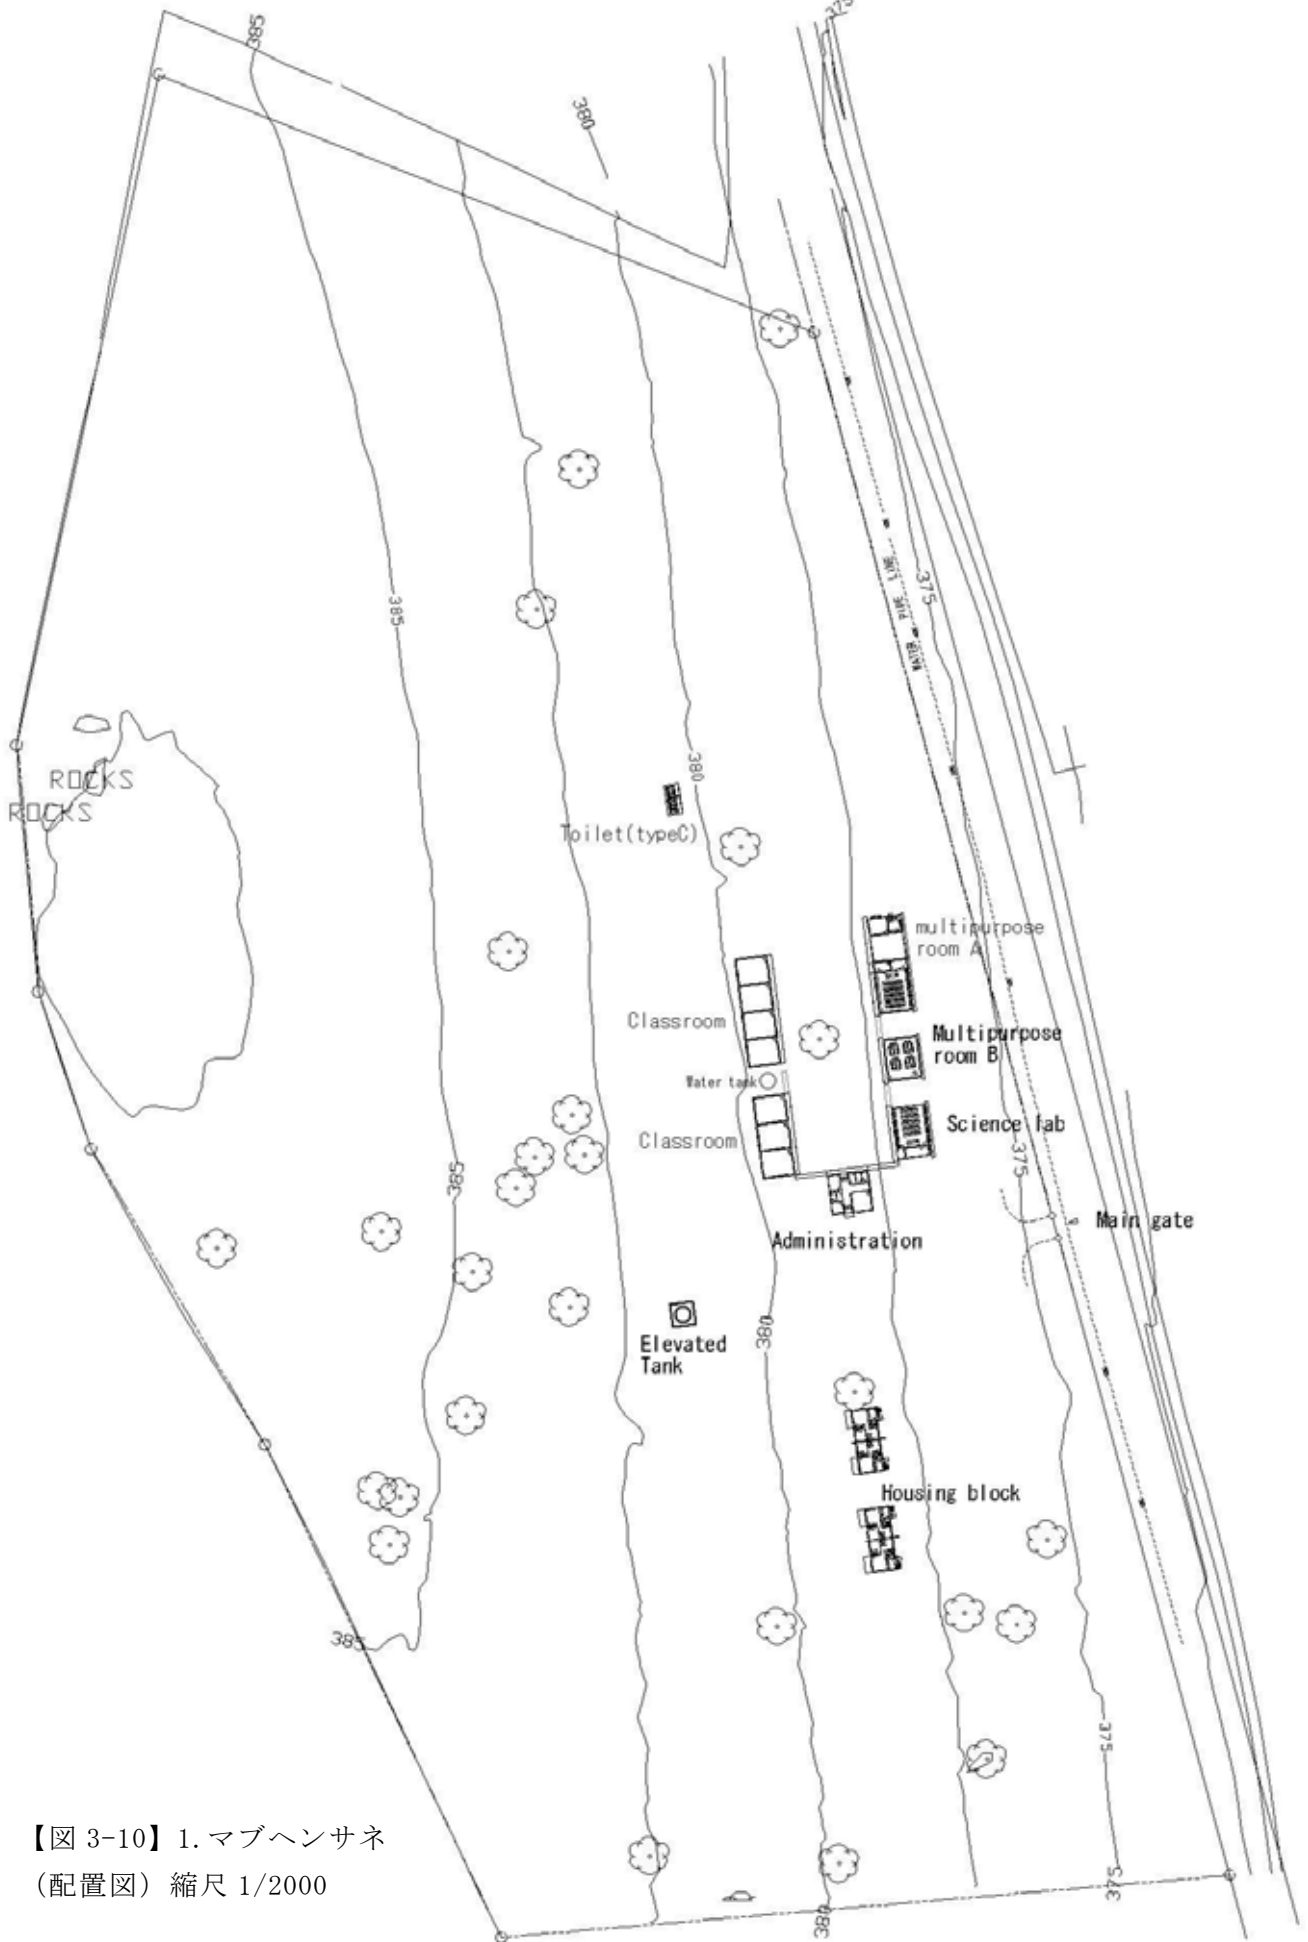 385
375
380
385
WATER PIPE LINE
375
380
ROCKS
ROCKS
Toilet(typeC)
multipurpose
room A
Classroom
Multipurpose
room B
Water tank
Classroom
Science lab
385
375
Main gate
Administration
380
Elevated
Tank
Housing block
385
375
【図 3-10】1.マブヘンサネ
(配置図) 縮尺 1/2000
375
380